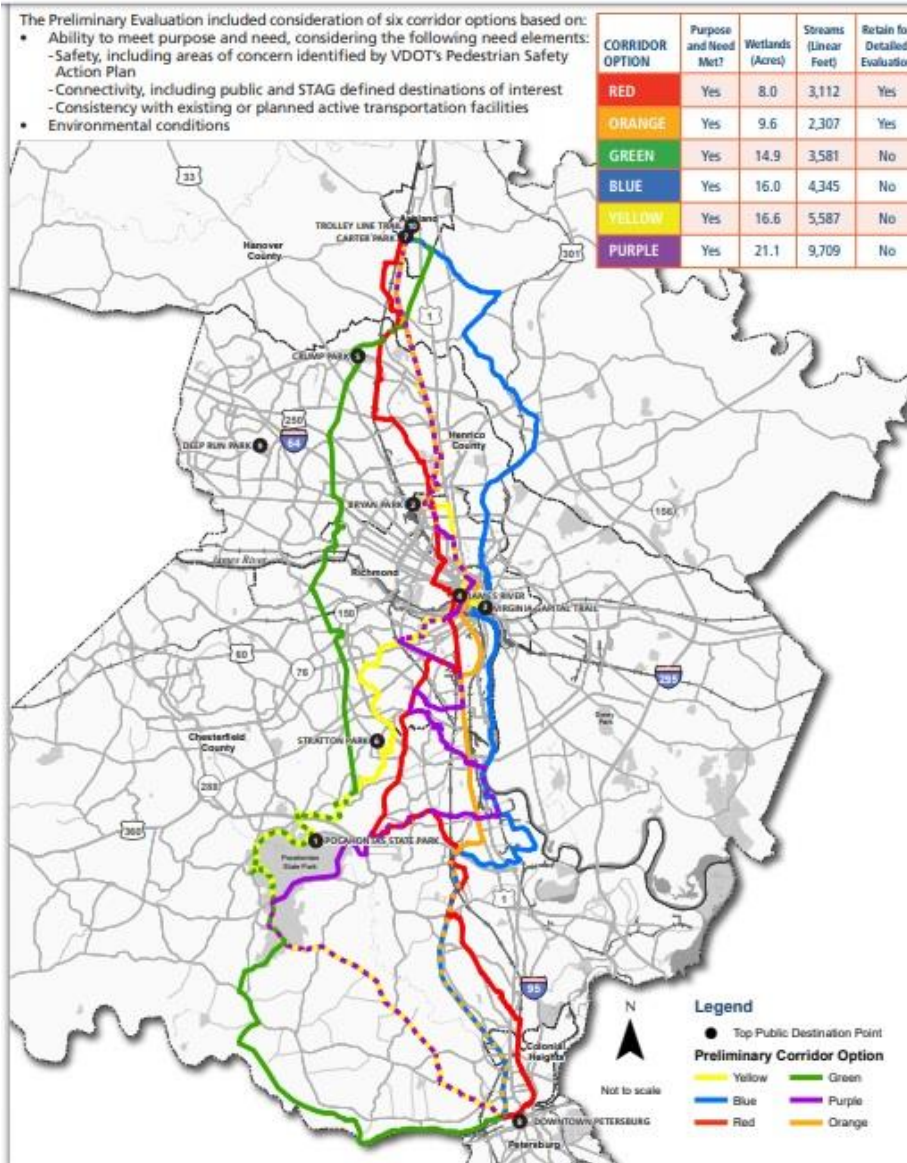 The Preliminary Evaluation included consideration of six corridor options based on:
• Ability to meet purpose and need, considering the following need elements:
-Safety, including areas of concern identified by VDOT's Pedestrian Safety
Action Plan
-Connectivity, including public and STAG defined destinations of interest
-Consistency with existing or planned active transportation facilities
• Environmental conditions
CORRIDOR OPTION Purpose and Need Met? Wetlands (Acres) Streams (Linear Feet) Retain fo Detailed Evaluation
RED Yes 8.0 3,112 Yes
ORANGE Yes 9.6 2,307 Yes
GREEN Yes 14.9 3,581 No
BLUE Yes 16.0 4,345 No
YELLOW Yes 16.6 5,587 No
PURPLE Yes 21.1 9,709 No
33
Ashland
TROLLEY LINE TRAIL
CARTER PARK
Hanover
County
301
1
CRUMP PARK 5
250
64
DEEP RUN PARK
Henrico
County
BRYAN PARK
156
James River
Richmond
JAMES RIVER
VIRGINIA CAPITAL TRAIL
150
60
76
295
Chesterfield
County
STRATTON PARK
288
360
1 POCAHONTAS STATE PARK
Pocahontas
State Park
1
95
Colonial
Heights
DOWNTOWN PETERSBURG
Petersburg
N
Not to scale
Legend
Top Public Destination Point
Preliminary Corridor Option
Yellow Green
Blue Purple
Red Orange